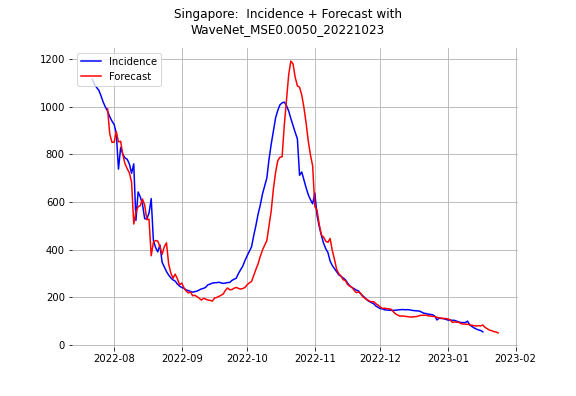 Singapore:  Incidence + Forecast with
WaveNet_MSE0.0050_20221023
Incidence
Forecast
1200
1000
800
600
400
200
0
2022-08 2022-09 2022-10 2022-11 2022-12 2023-01 2023-02